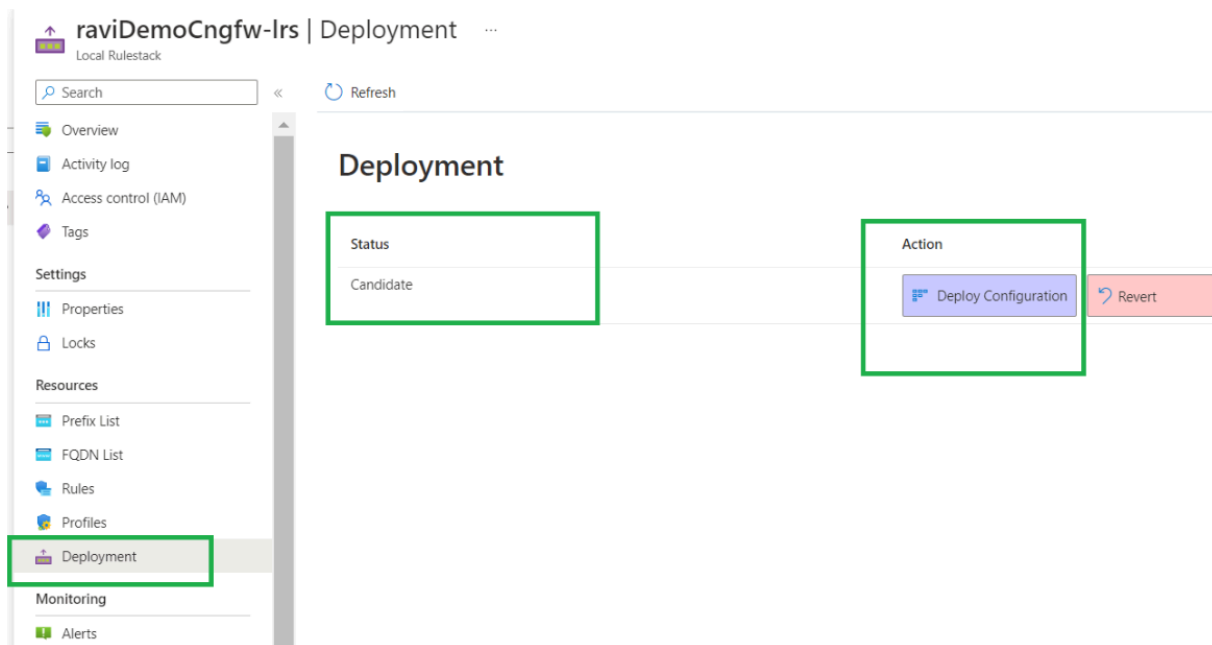 raviDemoCngfw-lrs | Deployment ...
Local Rulestack
Search «
Refresh
Overview
Activity log
Access control (IAM)
Tags
Settings
Properties
Locks
Resources
Prefix List
FQDN List
Rules
Profiles
Deployment
Monitoring
Alerts
Deployment
Status Action
Candidate Deploy Configuration Revert